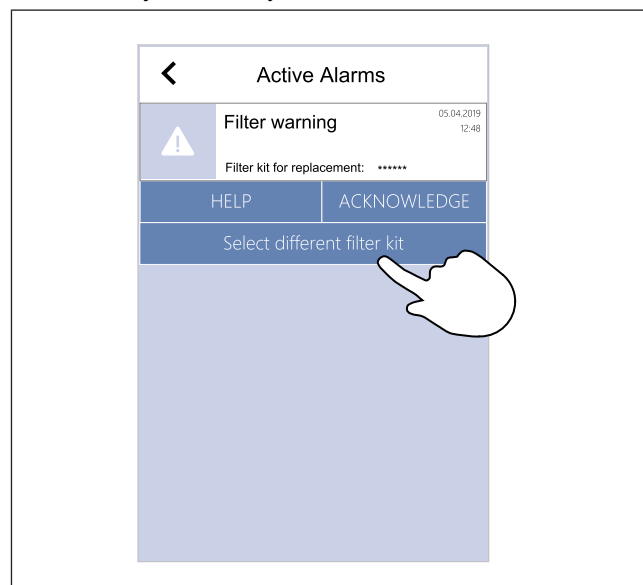 Active Alarms
Filter warning
05.04.2019
12:48
Filter kit for replacement: ******
HELP
ACKNOWLEDGE
Select different filter kit